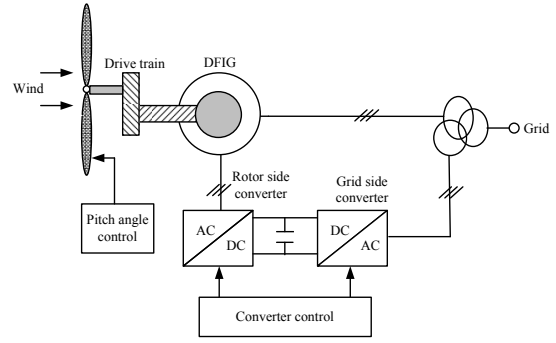 Drive train
DFIG
Wind
Grid
Rotor side
converter
Grid side
converter
Pitch angle
control
AC
DC
DC
AC
Converter control